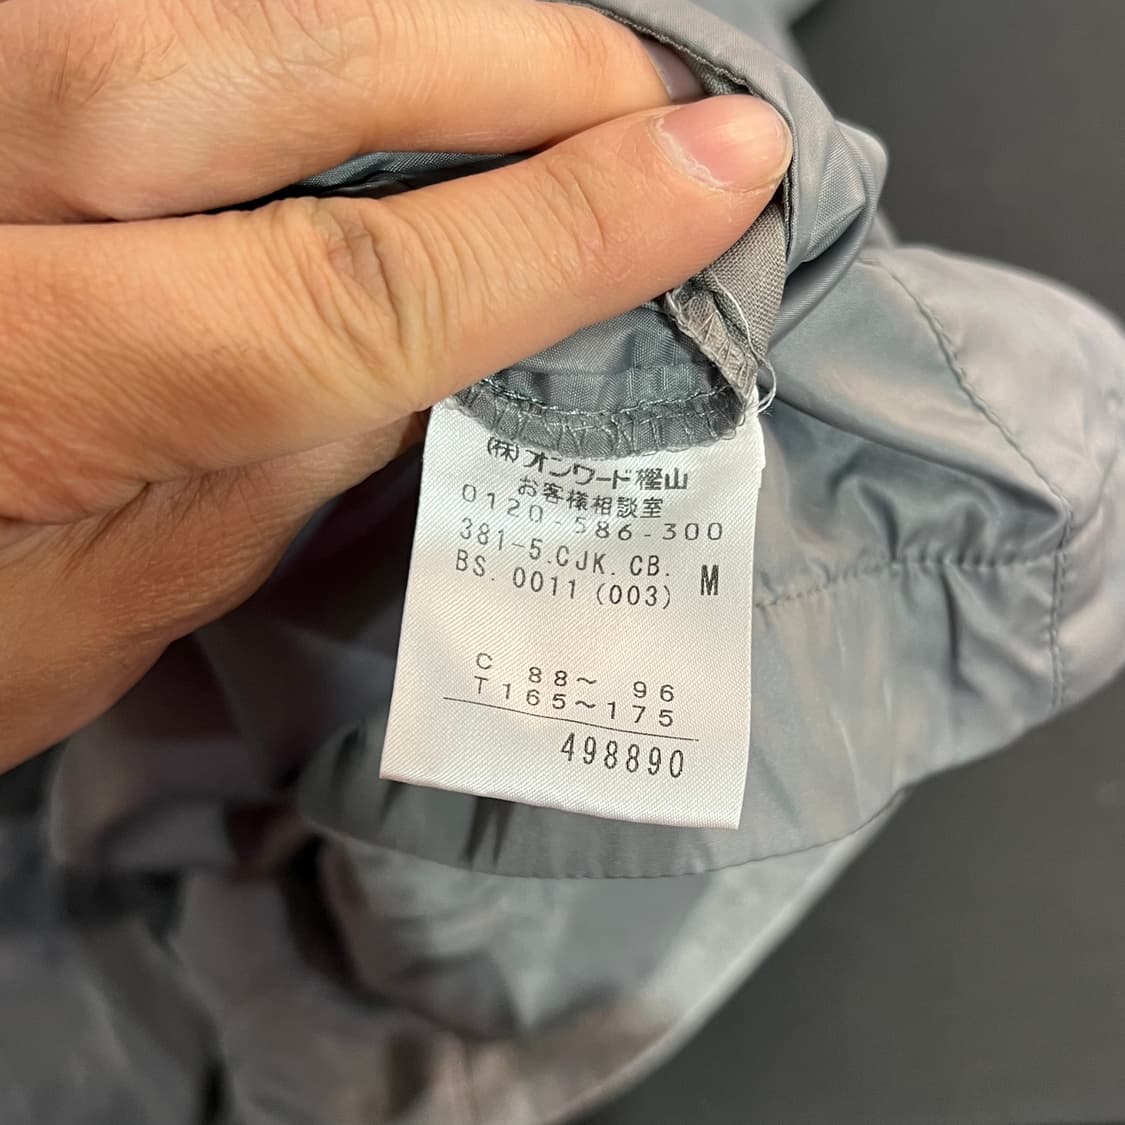 (株)オンワード樫山
お客様相談室
0120-586-300
381-5.CJK.CB.
BS. 0011 (003) M
C 88～ 96
T165～175
498890